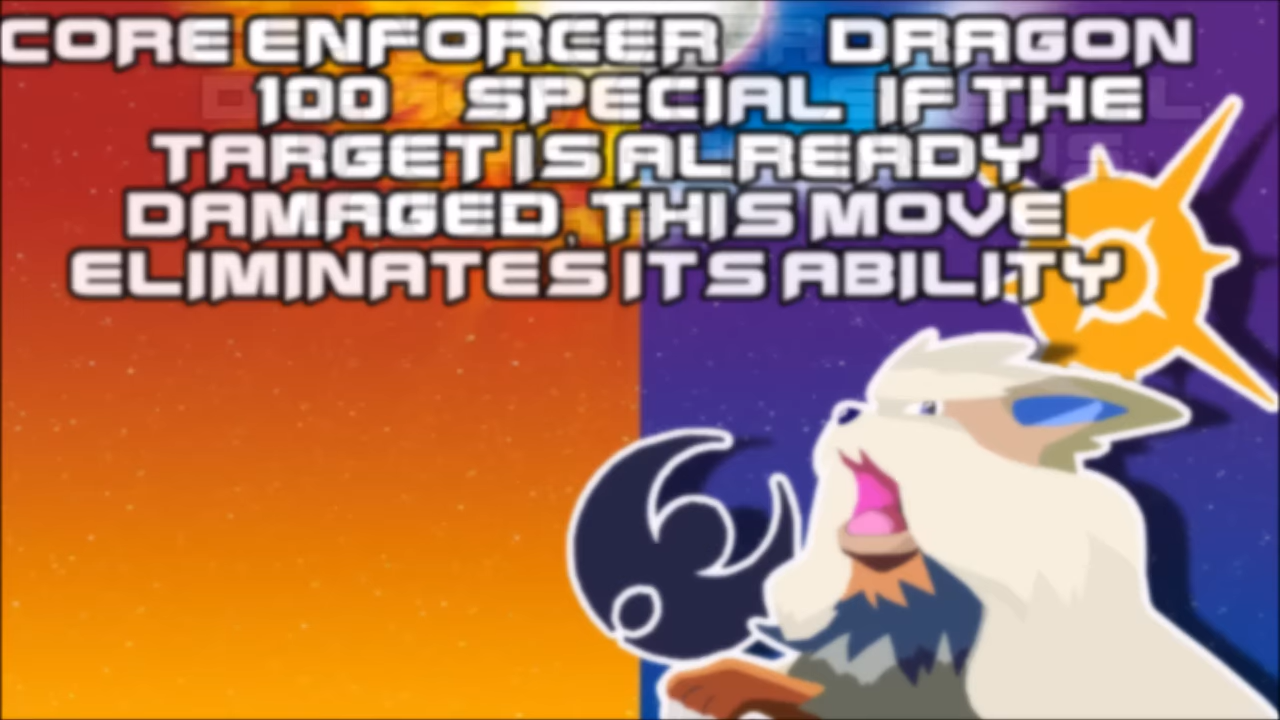 CORE ENFORCER DRAGON
100 SPECIAL IF THE
TARGET IS ALREADY
DAMAGED, THIS MOVE
ELIMINATES ITS ABILITY